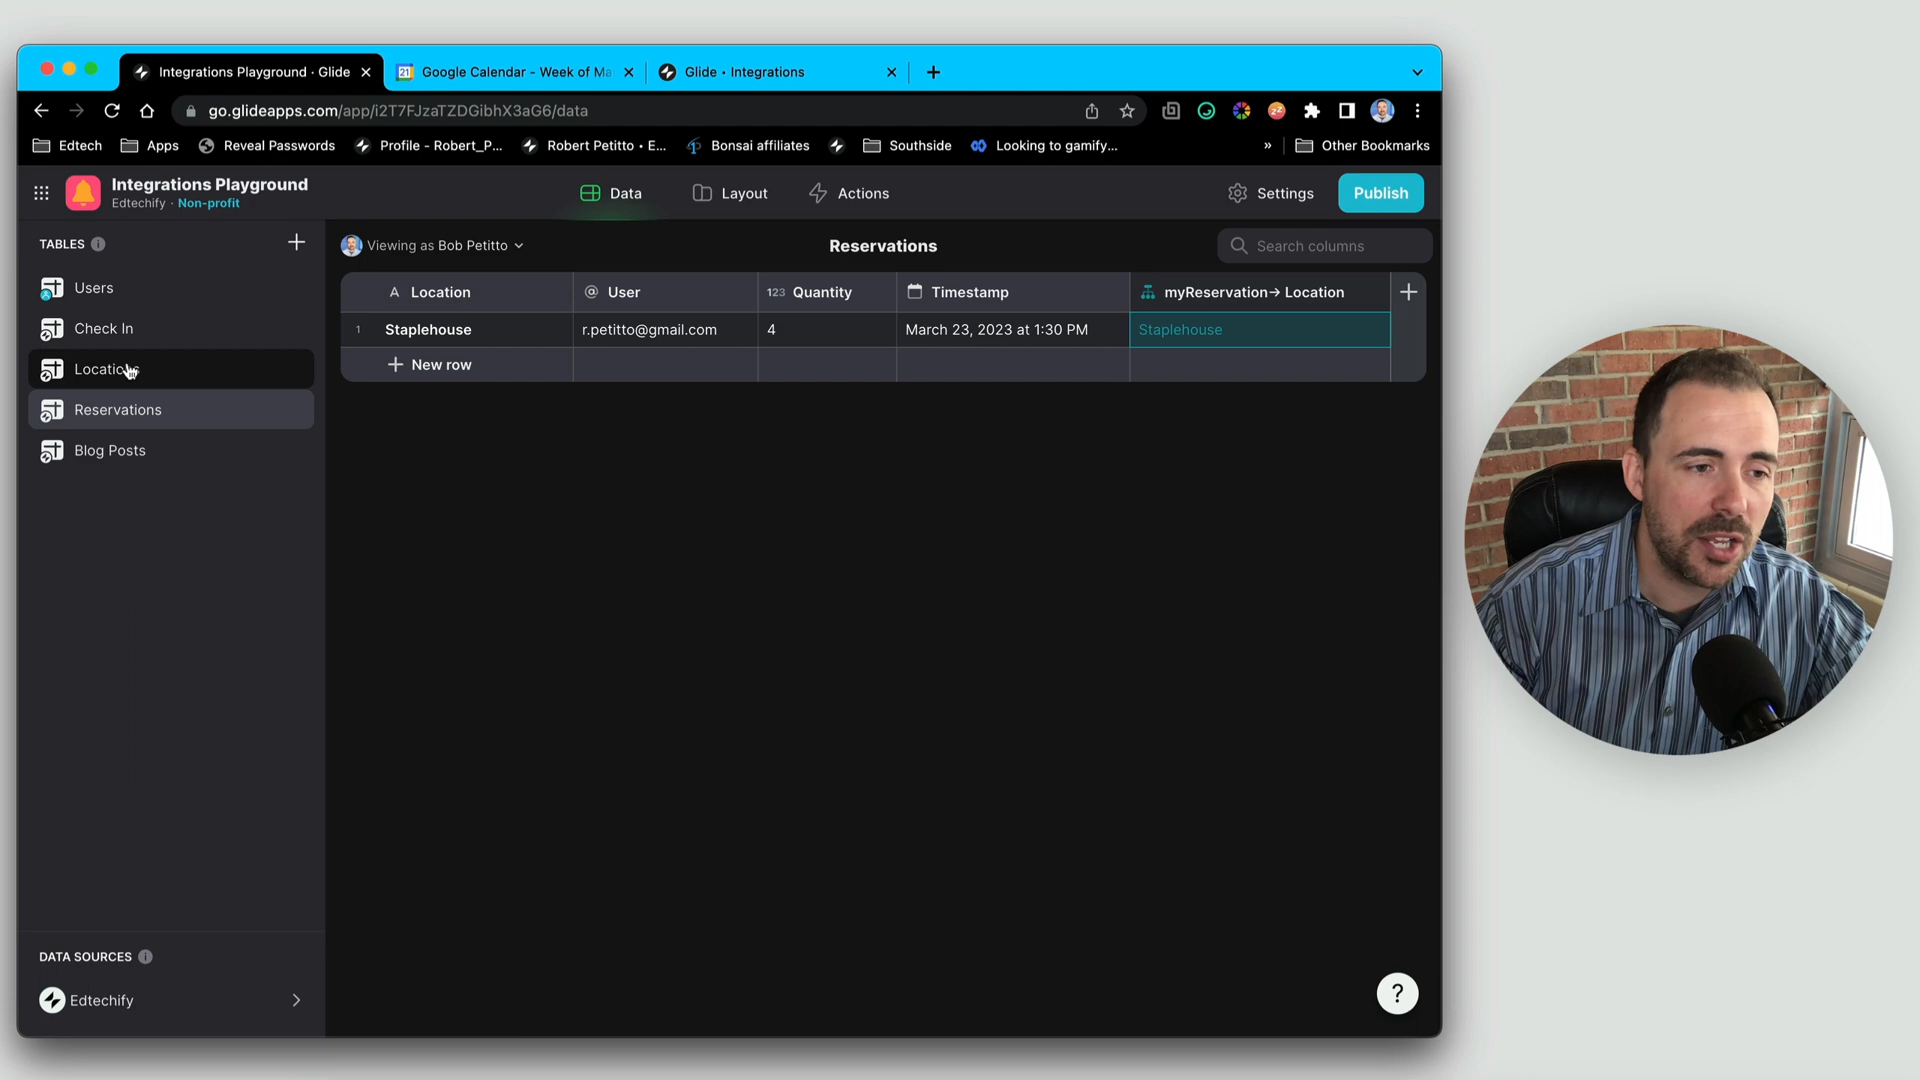 Integrations Playground · Glide
21
Google Calendar - Week of Ma
Glide • Integrations
go.glideapps.com/app/i2T7FJzaTZDGibhX3aG6/data
Edtech
Apps
Reveal Passwords
Profile - Robert_P...
Robert Petitto • E...
Bonsai affiliates
Southside
Looking to gamify,...
»
Other Bookmarks
Integrations Playground
Edtechify · Non-profit
Data
Layout
Actions
Settings
Publish
TABLES
Viewing as Bob Petitto
Reservations
Search columns
Users
Check In
Locations
Reservations
Blog Posts
A Location
@ User
123 Quantity
Timestamp
myReservation→ Location
1 Staplehouse r.petitto@gmail.com 4 March 23, 2023 at 1:30 PM Staplehouse
New row
DATA SOURCES
Edtechify
?